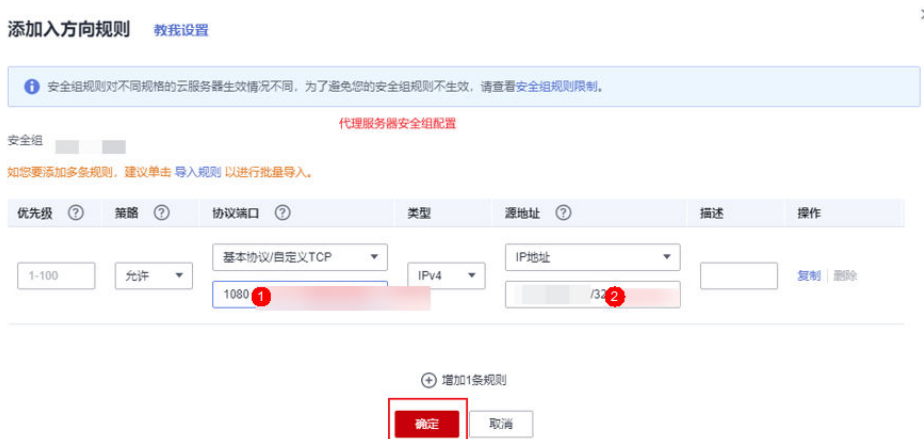 添加入方向规则 教我设置
安全组规则对不同规格的云服务器生效情况不同，为了避免您的安全组规则不生效，请查看安全组规则限制。
代理服务器安全组配置
安全组
如您要添加多条规则，建议单击 导入规则 以进行批量导入。
优先级 ? 策略 ? 协议端口 ? 类型 源地址 ? 描述 操作
基本协议/自定义TCP IP地址
1-100 允许 IPv4 复制 删除
1080 1 /32 2
增加1条规则
确定 取消